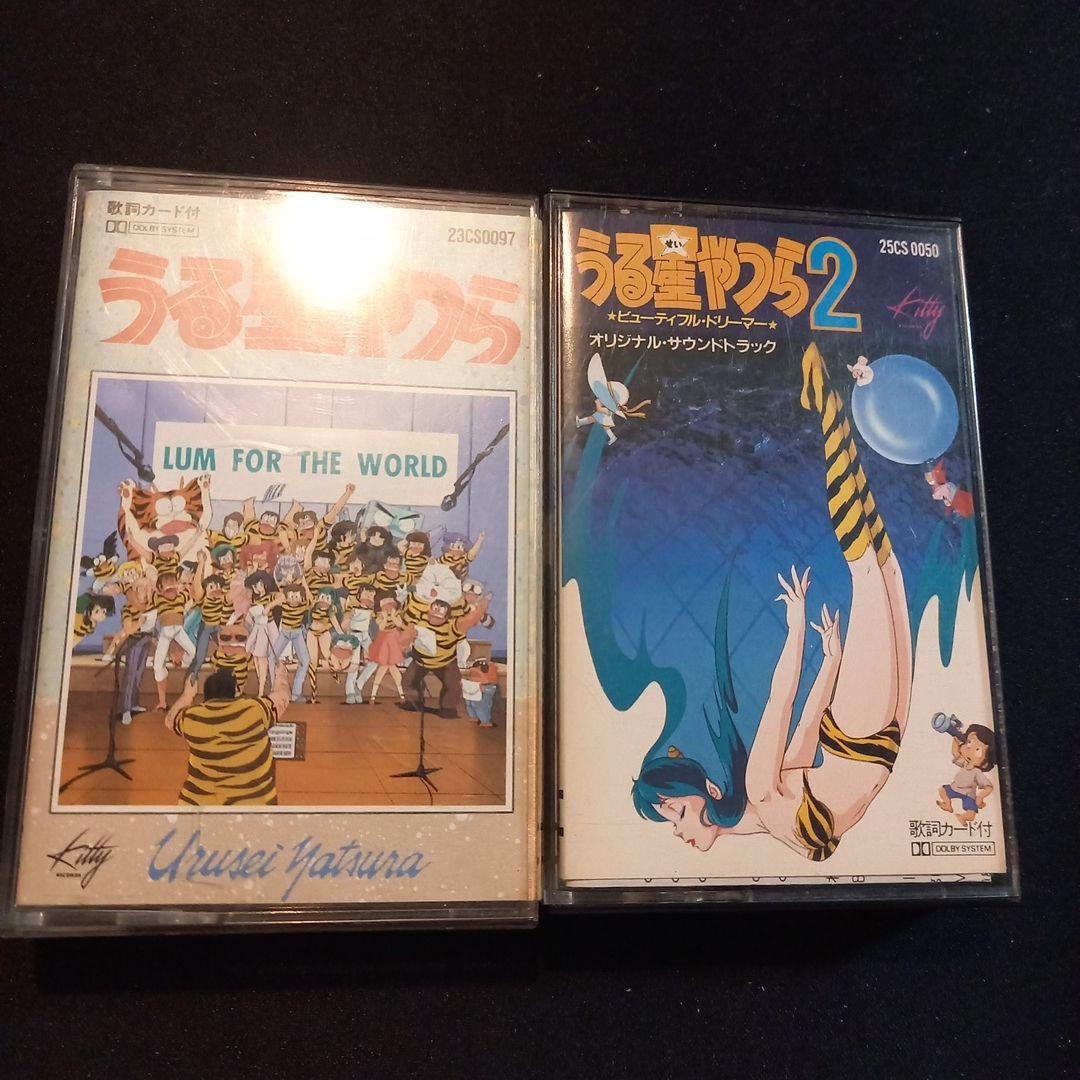 歌詞カード付
DOLBY SYSTEM
23CS0097
うる星やつら
LUM FOR THE WORLD
Kitty
RECORDS
Urusei Yatsura
うる星やつら2
せい
25CS 0050
★ビューティフル・ドリーマー★
Kitty
RECORDS
オリジナル・サウンドトラック
歌詞カード付
DOLBY SYSTEM